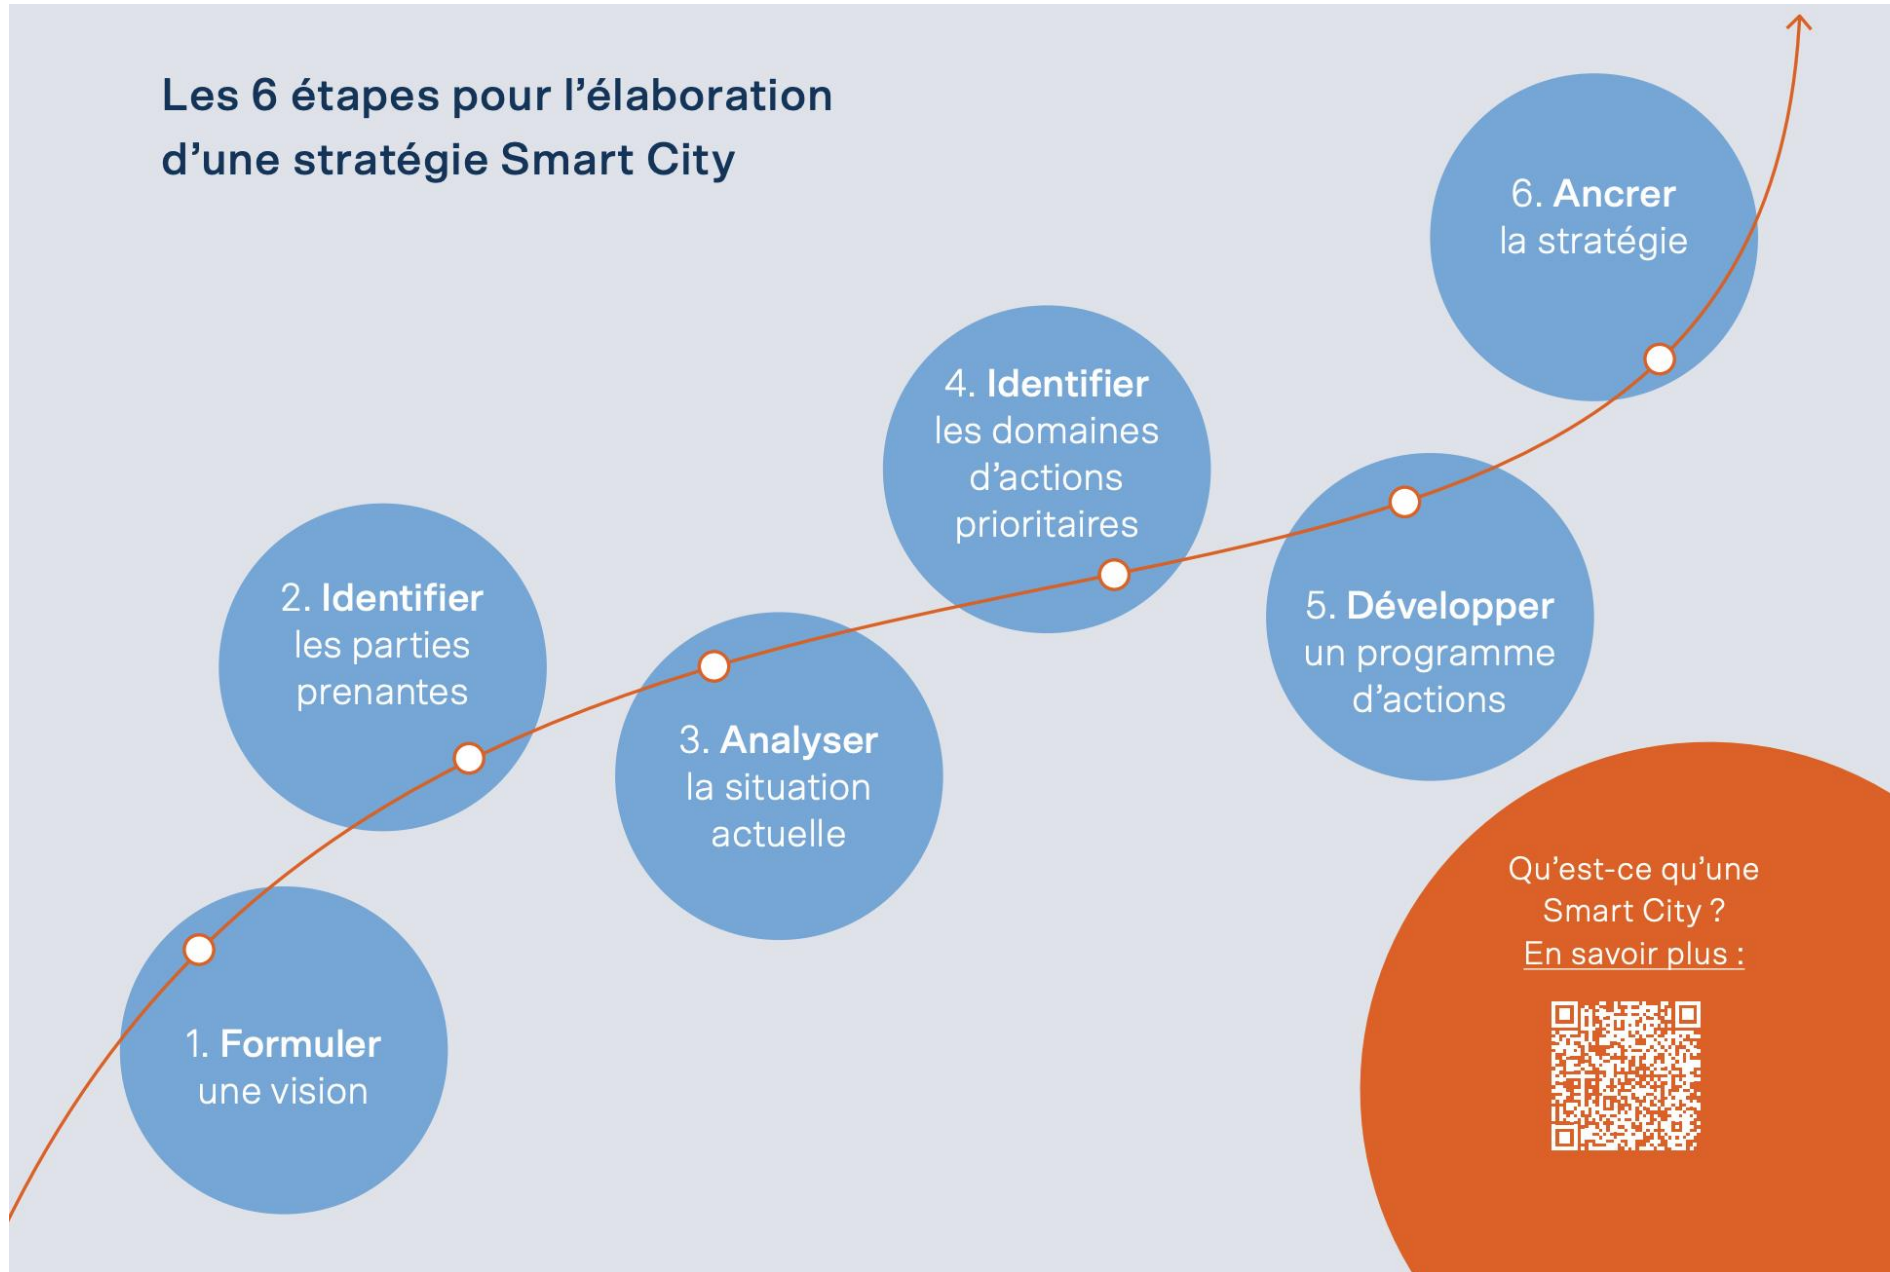 Les 6 étapes pour l’élaboration
d’une stratégie Smart City
1. Formuler
une vision
2. Identifier
les parties
prenantes
3. Analyser
la situation
actuelle
4. Identifier
les domaines
d’actions
prioritaires
5. Développer
un programme
d’actions
6. Ancrer
la stratégie
Qu’est-ce qu’une
Smart City ?
En savoir plus :